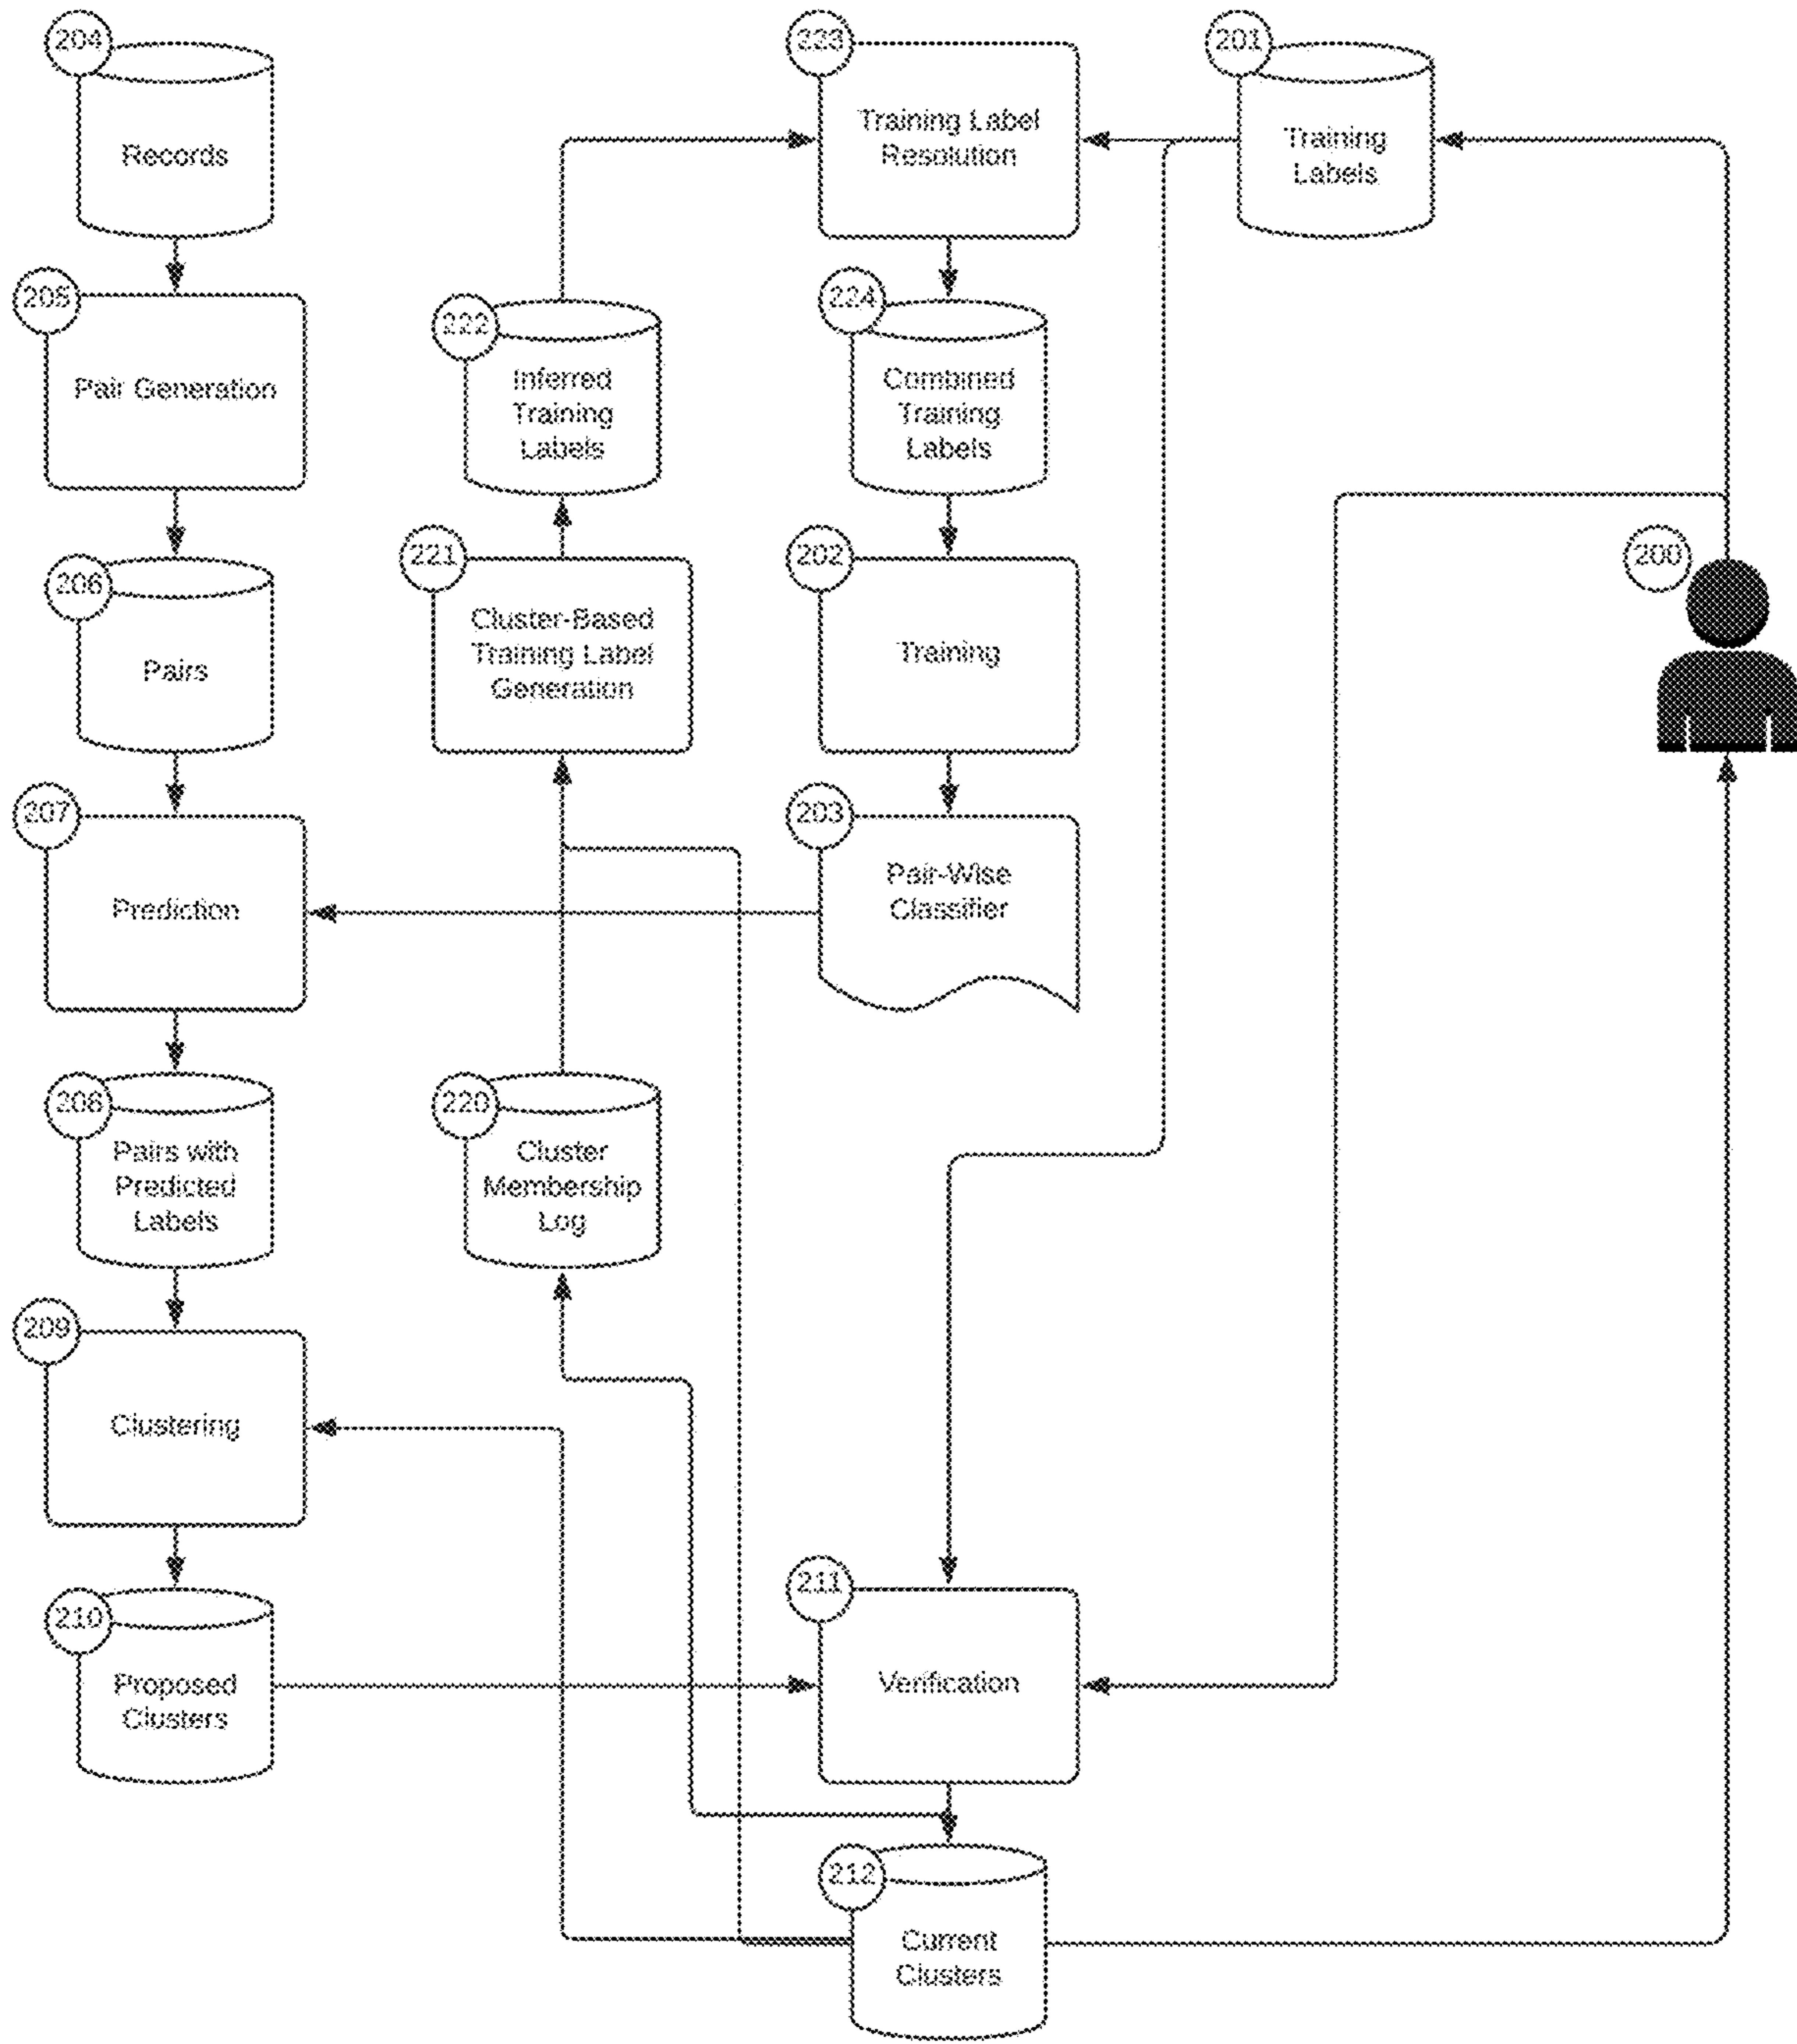 204
Records
223
Training Label
Resolution
201
Training
Labels
205
Pair Generation
222
Inferred
Training
Labels
224
Combined
Training
Labels
206
Pairs
221
Cluster-Based
Training Label
Generation
202
Training
200
207
Prediction
203
Pair-Wise
Classifier
208
Pairs with
Predicted
Labels
220
Cluster
Membership
Log
209
Clustering
210
Proposed
Clusters
211
Verification
212
Current
Clusters